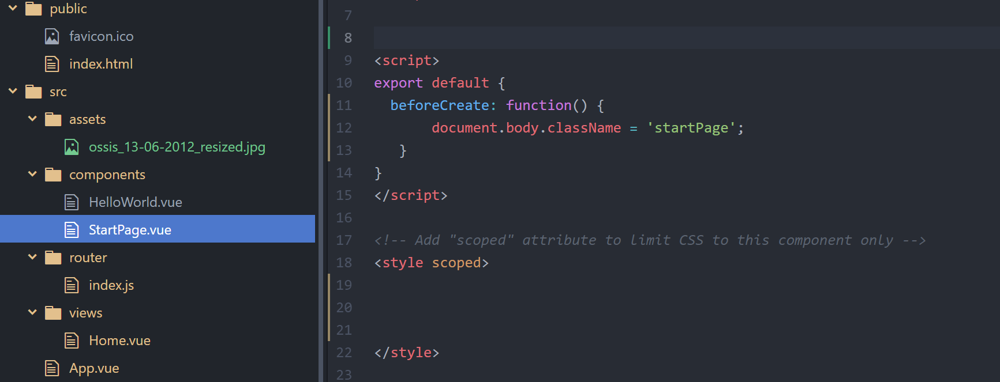 public
favicon.ico
index.html
src
assets
ossis_13-06-2012_resized.jpg
components
HelloWorld.vue
StartPage.vue
router
index.js
views
Home.vue
App.vue
7
8
9 <script>
10 export default {
11 beforeCreate: function() {
12 document.body.className = 'startPage';
13 }
14 }
15 </script>
16
17 <!-- Add "scoped" attribute to limit CSS to this component only -->
18 <style scoped>
19
20
21
22 </style>
23